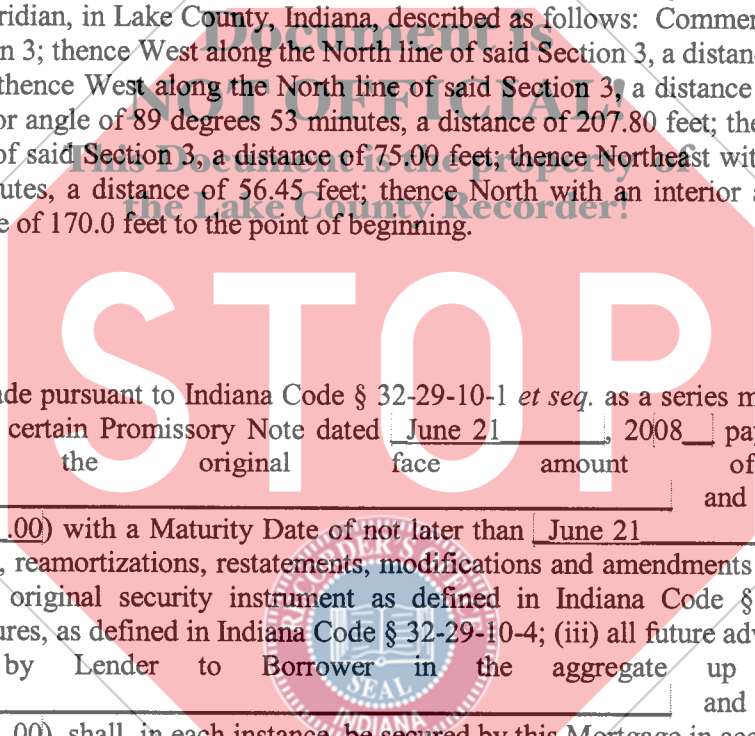 ridian, in Lake County, Indiana, described as follows: Commen
Document is
n 3; thence West along the North line of said Section 3, a distan
thence West along the North line of said Section 3, a distance
NOT OFFICIAL!
or angle of 89 degrees 53 minutes, a distance of 207.80 feet; the
of said Section 3, a distance of 75.00 feet; thence Northeast wit
This Document is the property of
utes, a distance of 56.45 feet; thence North with an interior a
the Lake County Recorder!
e of 170.0 feet to the point of beginning.
STOP
ade pursuant to Indiana Code § 32-29-10-1 et seq. as a series m
certain Promissory Note dated June 21, 2008 pa
the original face amount of
and
.00) with a Maturity Date of not later than June 21
, reamortizations, restatements, modifications and amendments
original security instrument as defined in Indiana Code §
ures, as defined in Indiana Code § 32-29-10-4; (iii) all future adv
by Lender to Borrower in the aggregate up
and
.00), shall, in each instance, be secured by this Mortgage in acc
RECORDER'S
SEAL
INDIANA